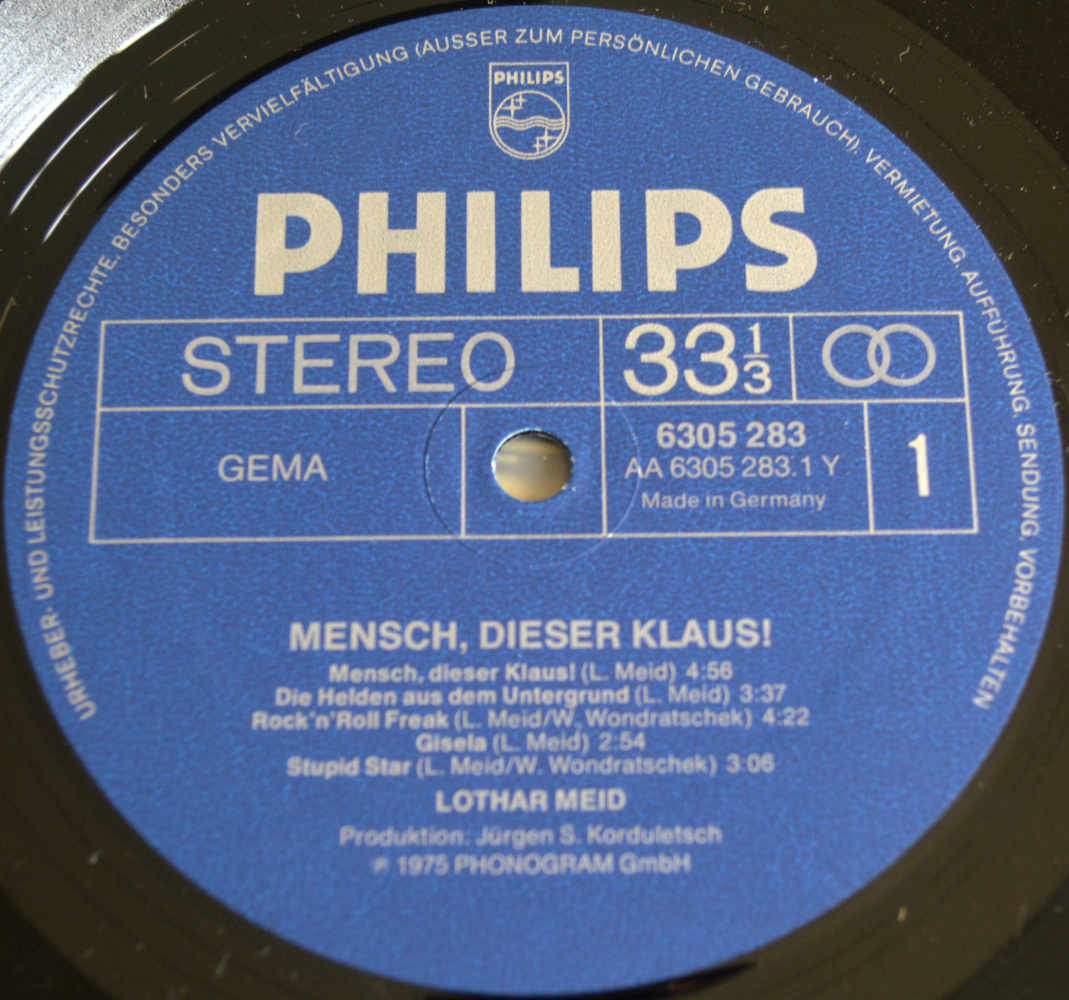 URHEBER- UND LEISTUNGSSCHUTZRECHTE, BESONDERS VERVIELFÄLTIGUNG (AUSSER ZUM PERSÖNLICHEN GEBRAUCH), VERMIETUNG, AUFFÜHRUNG, SENDUNG, VORBEHALTEN
PHILIPS
PHILIPS
STEREO
33 1/3
GEMA
6305 283
AA 6305 283.1 Y
Made in Germany
1
MENSCH, DIESER KLAUS!
Mensch, dieser Klaus! (L. Meid) 4:56
Die Helden aus dem Untergrund (L. Meid) 3:37
Rock'n'Roll Freak (L. Meid/W. Wondratschek) 4:22
Gisela (L. Meid) 2:54
Stupid Star (L. Meid/W. Wondratschek) 3:06
LOTHAR MEID
Produktion: Jürgen S. Korduletsch
℗ 1975 PHONOGRAM GmbH